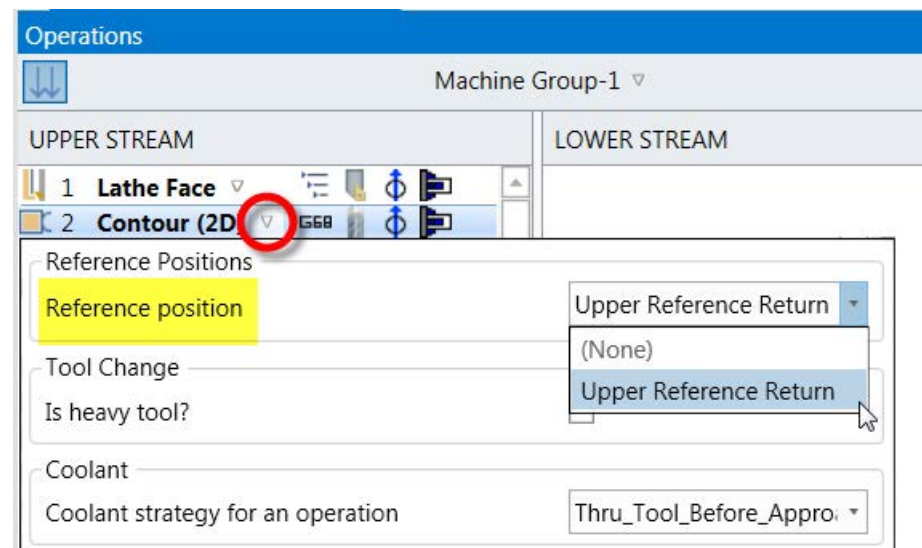 Operations
Machine Group-1
UPPER STREAM
LOWER STREAM
1 Lathe Face
2 Contour (2D) G68
Reference Positions
Reference position
Upper Reference Return
(None)
Upper Reference Return
Tool Change
Is heavy tool?
Coolant
Coolant strategy for an operation
Thru_Tool_Before_Appro